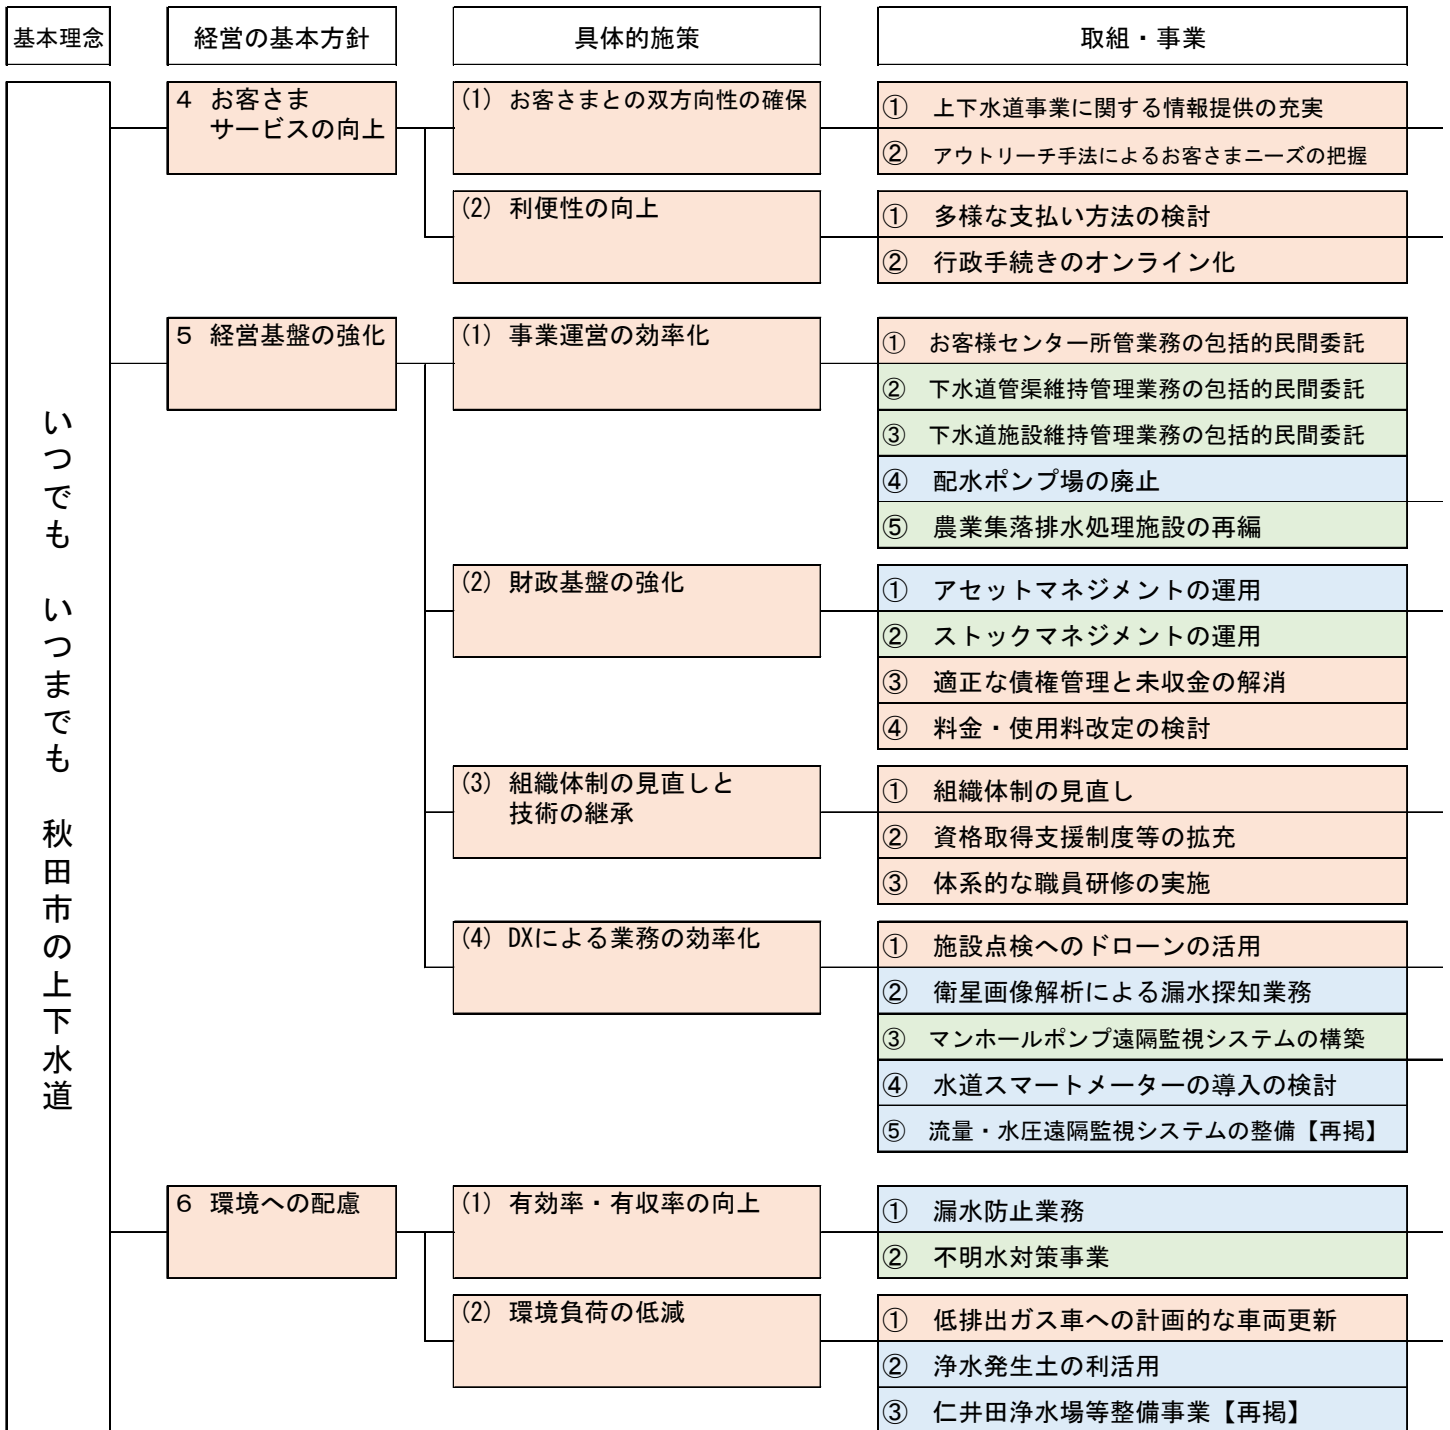 基本理念
経営の基本方針
具体的施策
取組・事業
いつでも　いつまでも　秋田市の上下水道
４ お客さま
サービスの向上
(1) お客さまとの双方向性の確保
① 上下水道事業に関する情報提供の充実
② アウトリーチ手法によるお客さまニーズの把握
(2) 利便性の向上
① 多様な支払い方法の検討
② 行政手続きのオンライン化
５ 経営基盤の強化
(1) 事業運営の効率化
① お客様センター所管業務の包括的民間委託
② 下水道管渠維持管理業務の包括的民間委託
③ 下水道施設維持管理業務の包括的民間委託
④ 配水ポンプ場の廃止
⑤ 農業集落排水処理施設の再編
(2) 財政基盤の強化
① アセットマネジメントの運用
② ストックマネジメントの運用
③ 適正な債権管理と未収金の解消
④ 料金・使用料改定の検討
(3) 組織体制の見直しと
技術の継承
① 組織体制の見直し
② 資格取得支援制度等の拡充
③ 体系的な職員研修の実施
(4) DXによる業務の効率化
① 施設点検へのドローンの活用
② 衛星画像解析による漏水探知業務
③ マンホールポンプ遠隔監視システムの構築
④ 水道スマートメーターの導入の検討
⑤ 流量・水圧遠隔監視システムの整備【再掲】
６ 環境への配慮
(1) 有効率・有収率の向上
① 漏水防止業務
② 不明水対策事業
(2) 環境負荷の低減
① 低排出ガス車への計画的な車両更新
② 浄水発生土の利活用
③ 仁井田浄水場等整備事業【再掲】